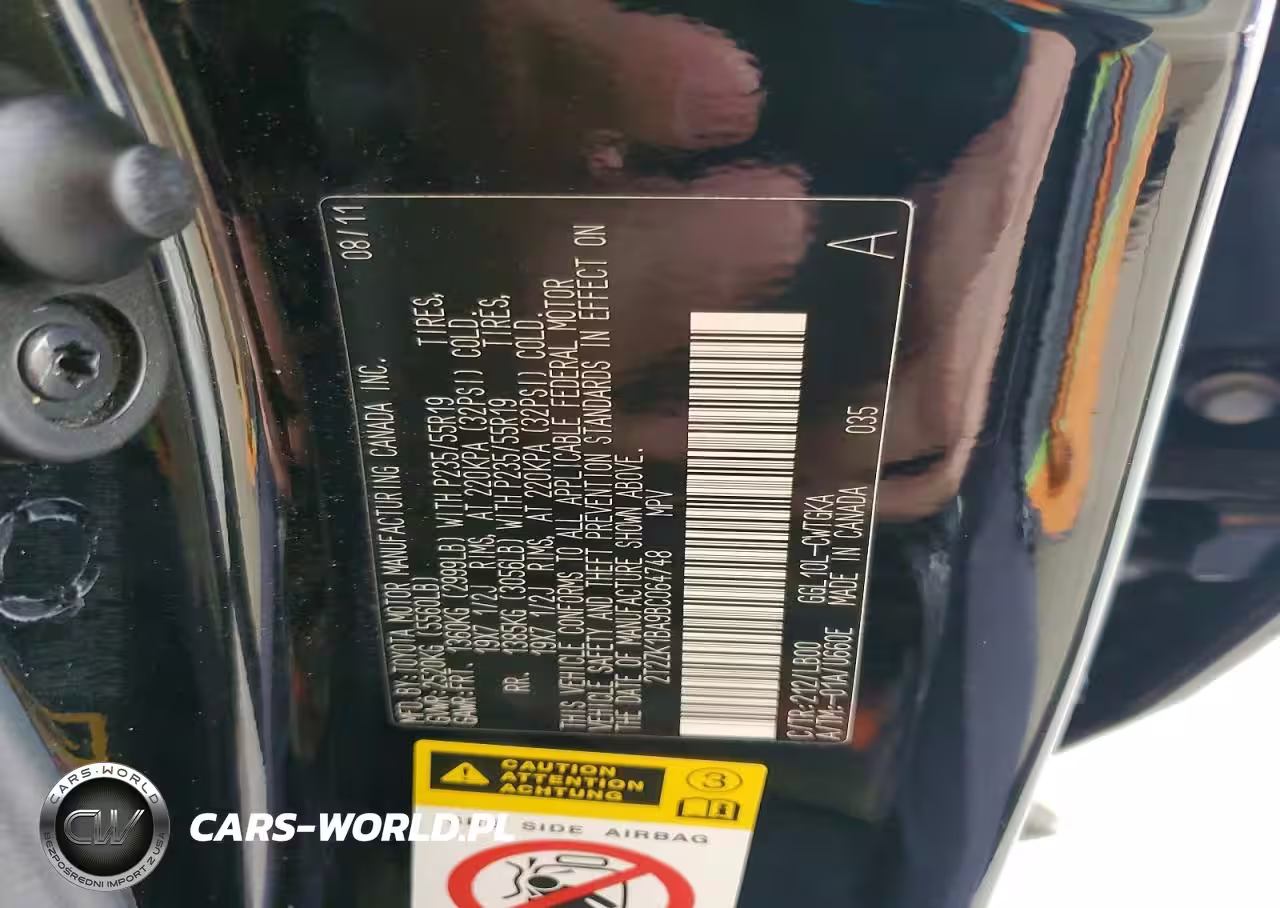 MFD.BY:TOYOTA MOTOR MANUFACTURING CANADA INC. 08/11
GVWR:2520KG (5560LB)
GAWR:FRT. 1360KG (2999LB) WITH P235/55R19 TIRES,
19X7 1/2J RIMS, AT 220KPA (32PSI) COLD.
RR. 1385KG (3056LB) WITH P235/55R19 TIRES,
19X7 1/2J RIMS, AT 220KPA (32PSI) COLD.
THIS VEHICLE CONFORMS TO ALL APPLICABLE FEDERAL MOTOR
VEHICLE SAFETY AND THEFT PREVENTION STANDARDS IN EFFECT ON
THE DATE OF MANUFACTURE SHOWN ABOVE.
2T2ZK1BA9BC064748 MPV
C/TR:212/LB00 GGL10L-CWTGKA
A/TM:-01A/U660E MADE IN CANADA 035 A
CAUTION
ATTENTION
ACHTUNG
3
SIDE AIRBAG
CARS-WORLD
CW
BEZPOŚREDNI IMPORT Z USA
CARS-WORLD.PL